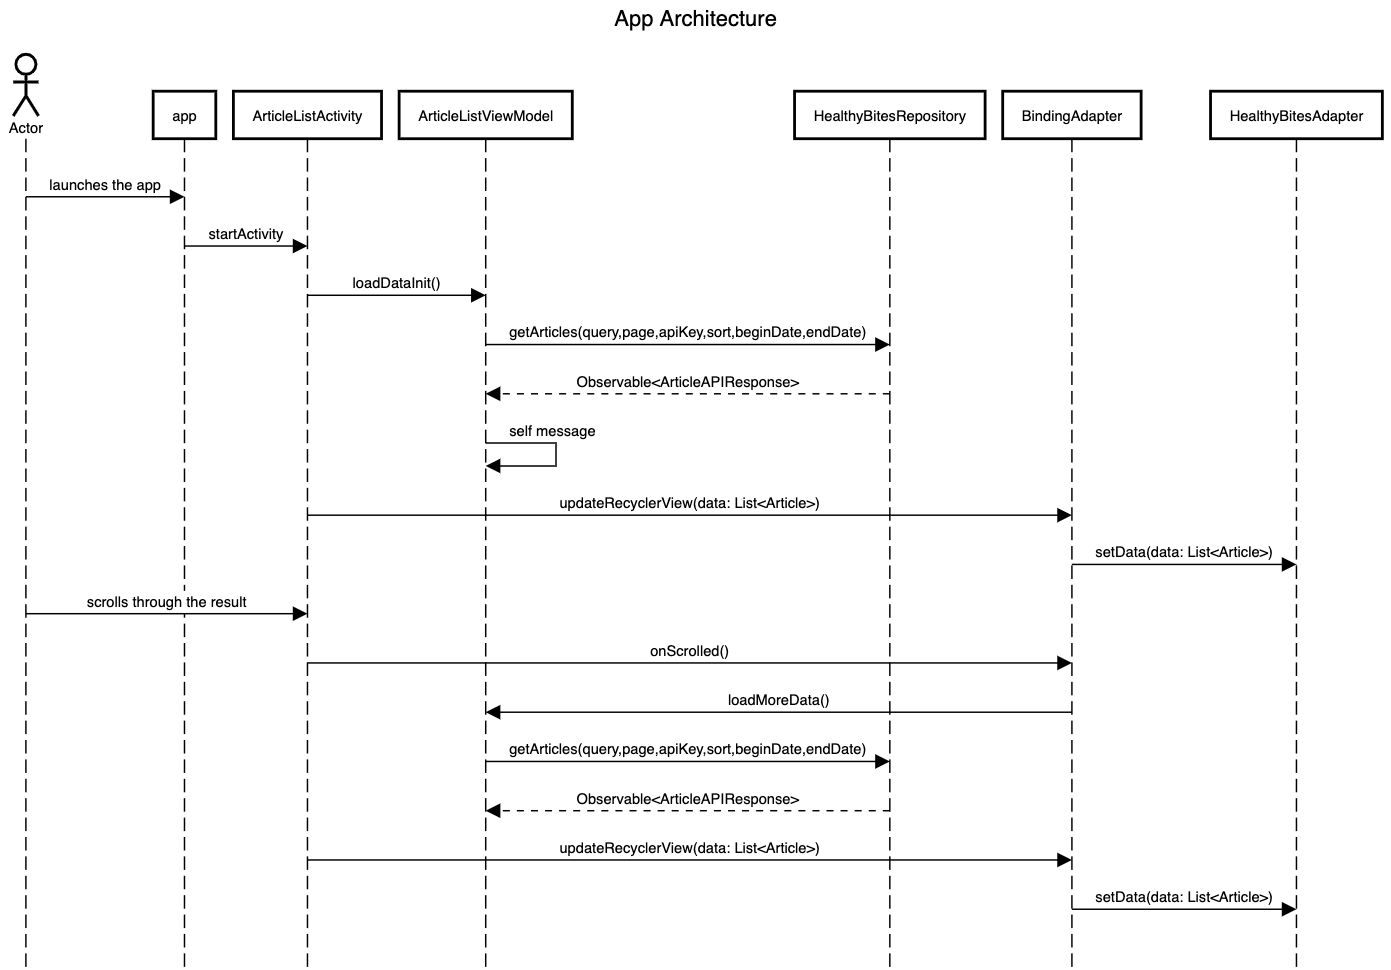 App Architecture
Actor
app
ArticleListActivity
ArticleListViewModel
HealthyBitesRepository
BindingAdapter
HealthyBitesAdapter
launches the app
startActivity
loadDataInit()
getArticles(query,page,apiKey,sort,beginDate,endDate)
Observable<ArticleAPIResponse>
self message
updateRecyclerView(data: List<Article>)
setData(data: List<Article>)
scrolls through the result
onScrolled()
loadMoreData()
getArticles(query,page,apiKey,sort,beginDate,endDate)
Observable<ArticleAPIResponse>
updateRecyclerView(data: List<Article>)
setData(data: List<Article>)